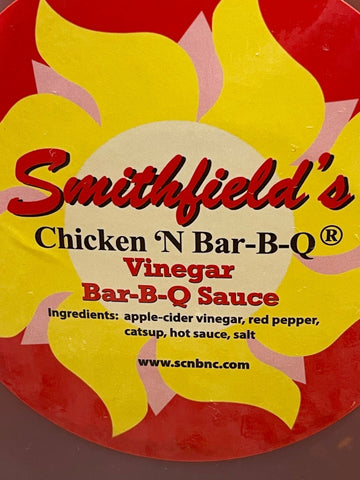 Smithfield's
Chicken 'N Bar-B-Q®
Vinegar
Bar-B-Q Sauce
Ingredients: apple-cider vinegar, red pepper,
catsup, hot sauce, salt
www.scnbnc.com